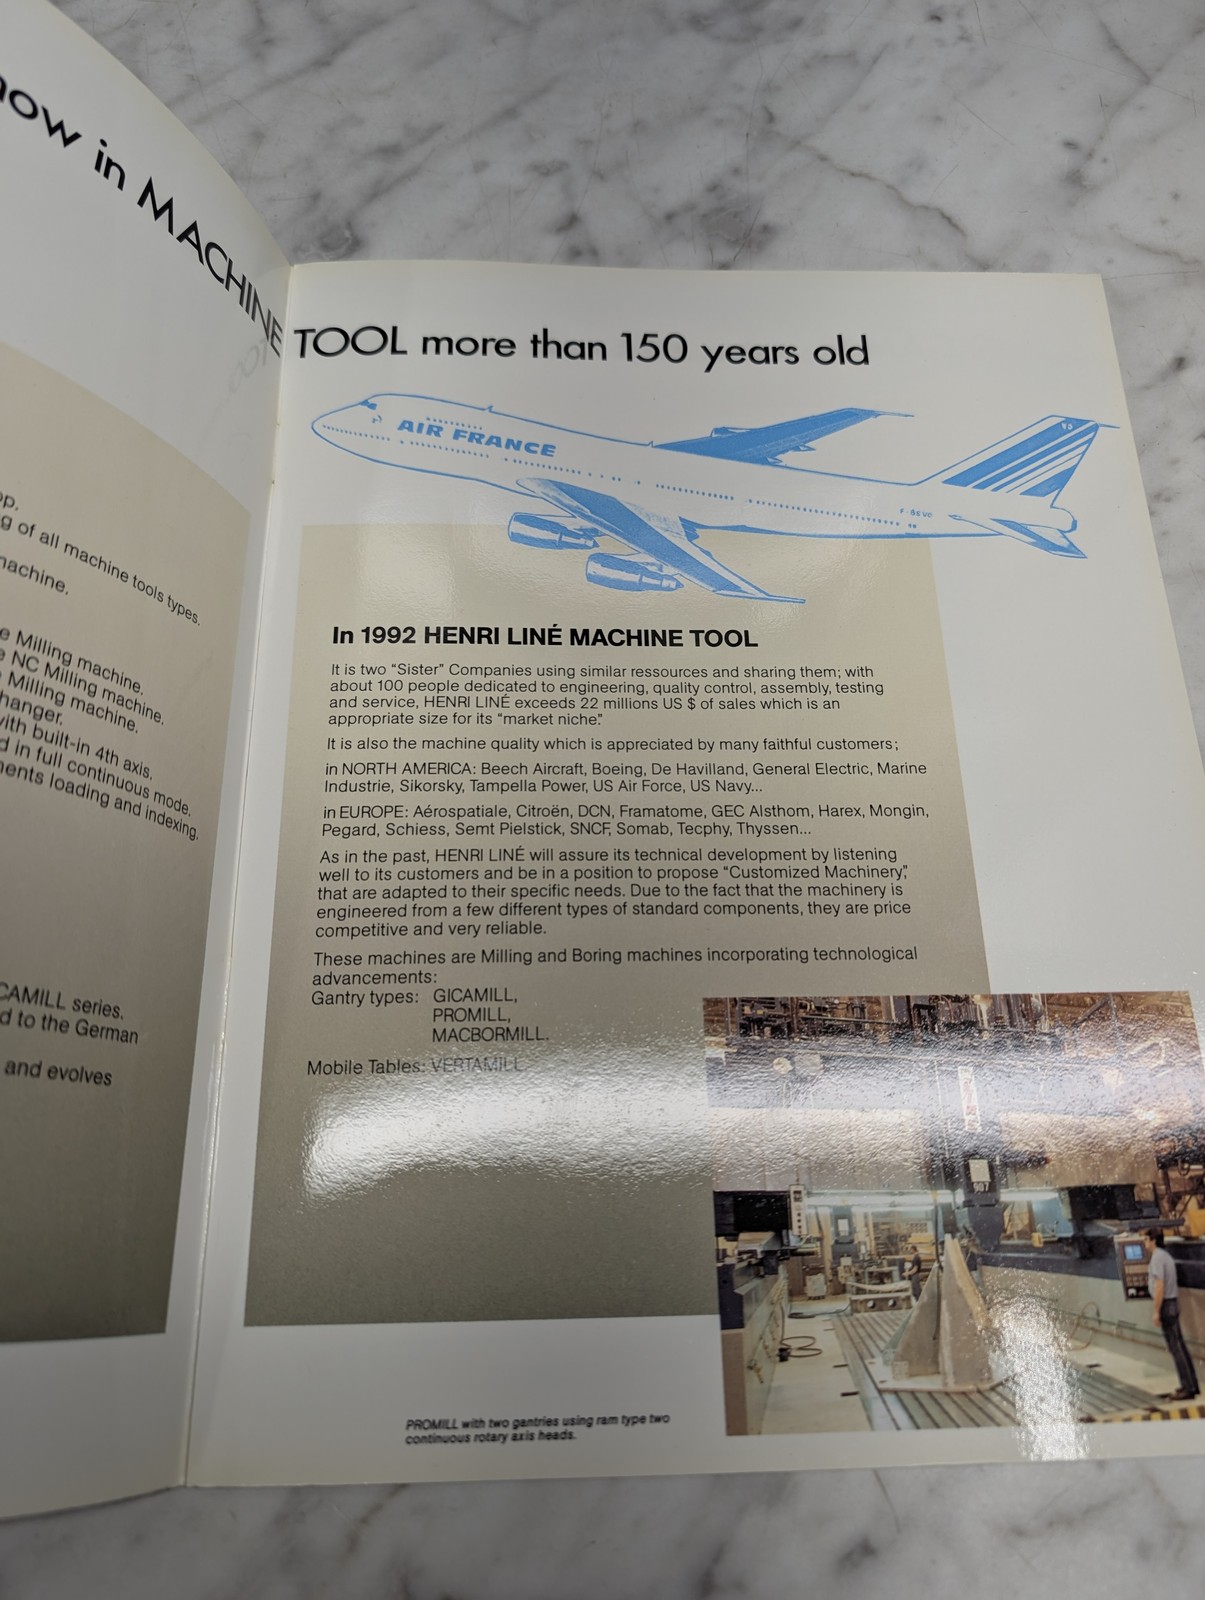 now in MACHINE TOOL more than 150 years old
g of all machine tools types.
machine.
Milling machine.
NC Milling machine.
Milling machine.
hanger.
with built-in 4th axis.
in full continuous mode.
loading and indexing.
CAMILL series.
d to the German
and evolves
AIR FRANCE
In 1992 HENRI LINÉ MACHINE TOOL
It is two “Sister” Companies using similar ressources and sharing them; with
about 100 people dedicated to engineering, quality control, assembly, testing
and service, HENRI LINÉ exceeds 22 millions US $ of sales which is an
appropriate size for its “market niche.”
It is also the machine quality which is appreciated by many faithful customers;
in NORTH AMERICA: Beech Aircraft, Boeing, De Havilland, General Electric, Marine
Industrie, Sikorsky, Tampella Power, US Air Force, US Navy...
in EUROPE: Aérospatiale, Citroën, DCN, Framatome, GEC Alsthom, Harex, Mongin,
Pegard, Schiess, Semt Pielstick, SNCF, Somab, Tecphy, Thyssen...
As in the past, HENRI LINÉ will assure its technical development by listening
well to its customers and be in a position to propose “Customized Machinery,”
that are adapted to their specific needs. Due to the fact that the machinery is
engineered from a few different types of standard components, they are price
competitive and very reliable.
These machines are Milling and Boring machines incorporating technological
advancements:
Gantry types: GICAMILL,
PROMILL,
MACBORMILL.
Mobile Tables: VERTAMILL.
PROMILL with two gantries using ram type two
continuous rotary axis heads.